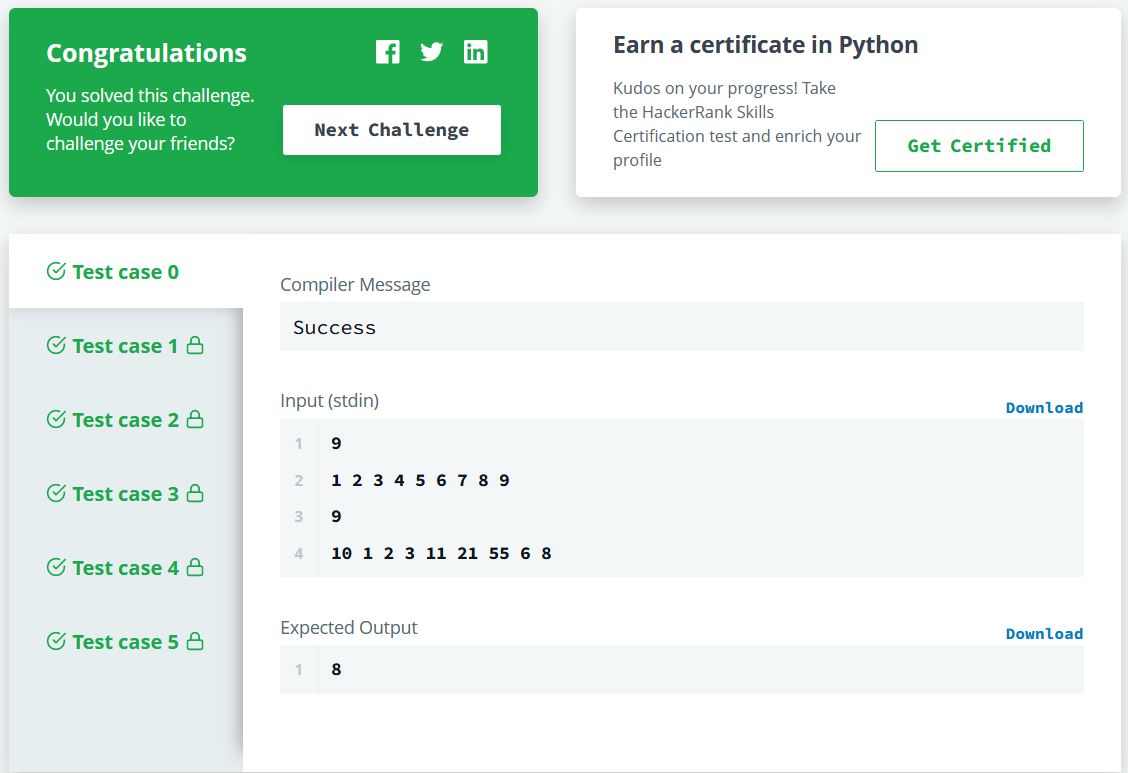 Congratulations
You solved this challenge.
Would you like to
challenge your friends?
Next Challenge
Earn a certificate in Python
Kudos on your progress! Take
the HackerRank Skills
Certification test and enrich your
profile
Get Certified
Test case 0
Test case 1
Test case 2
Test case 3
Test case 4
Test case 5
Compiler Message
Success
Input (stdin)
Download
1 9
2 1 2 3 4 5 6 7 8 9
3 9
4 10 1 2 3 11 21 55 6 8
Expected Output
Download
1 8